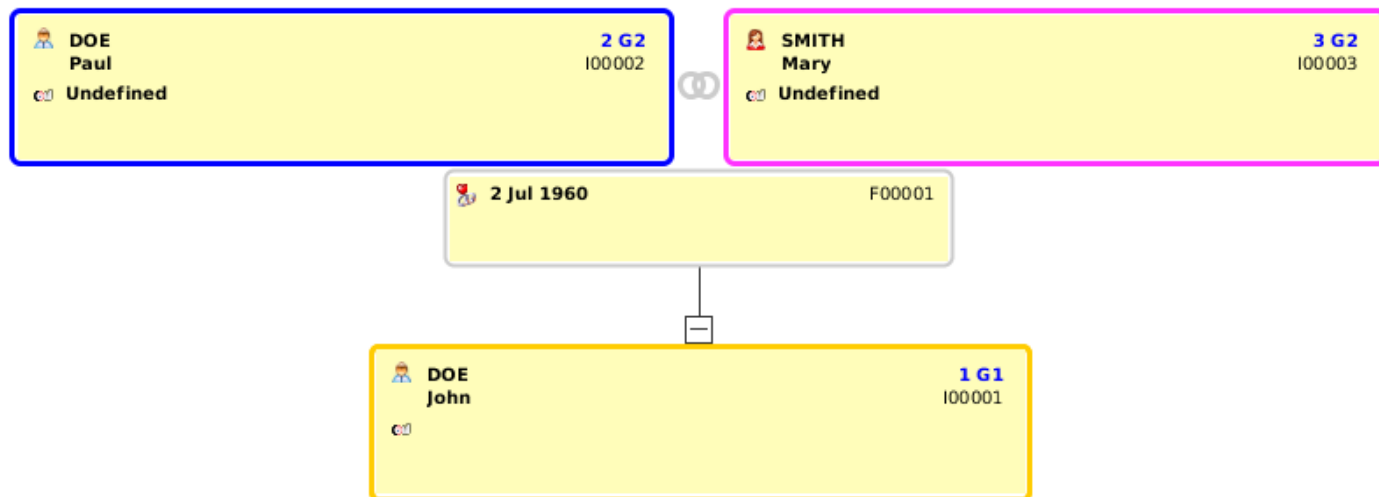 DOE 2 G2
Paul I00002
Undefined
SMITH 3 G2
Mary I00003
Undefined
2 Jul 1960 F00001
DOE 1 G1
John I00001